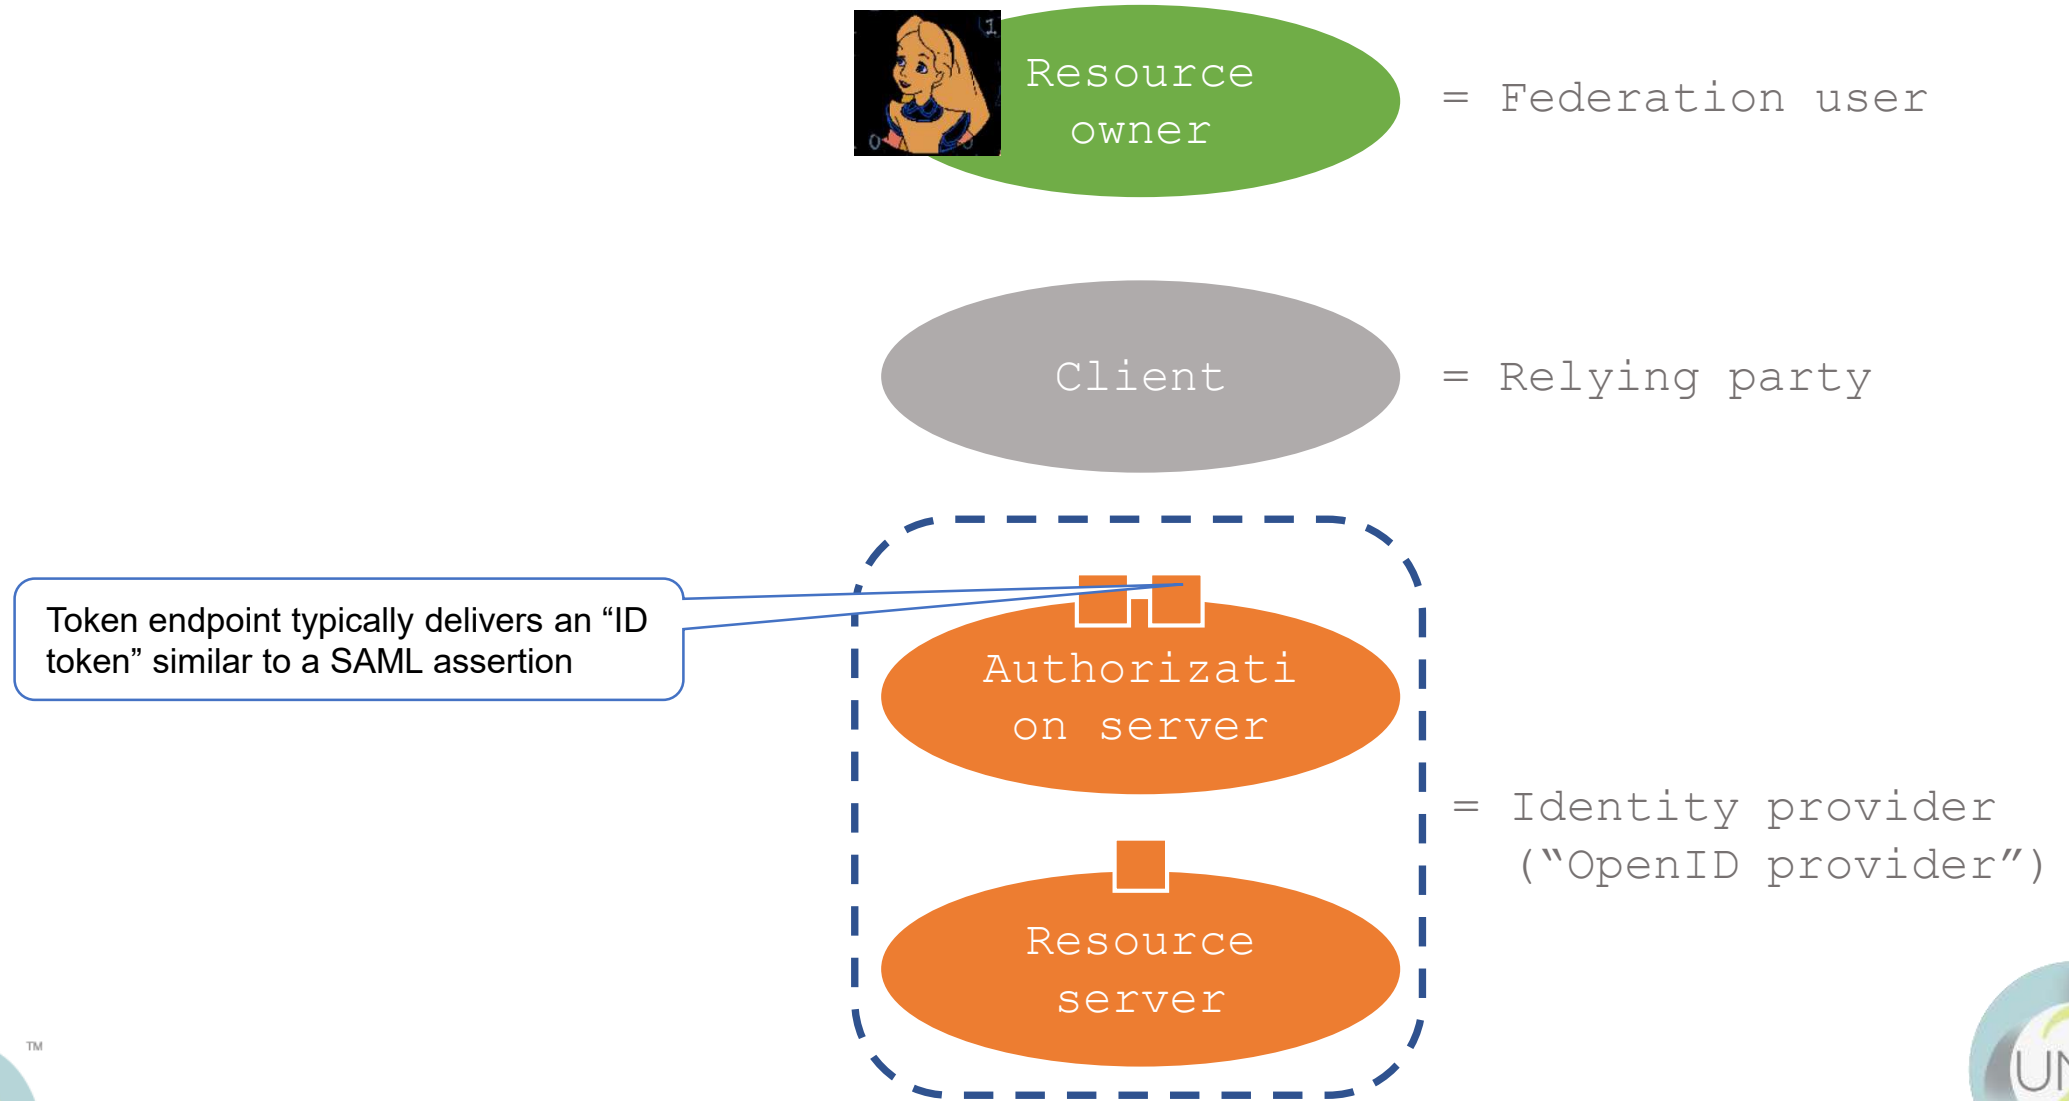 1
Resource
owner
= Federation user
Client
= Relying party
Token endpoint typically delivers an “ID
token” similar to a SAML assertion
Authorizati
on server
= Identity provider
(“OpenID provider”)
Resource
server
TM